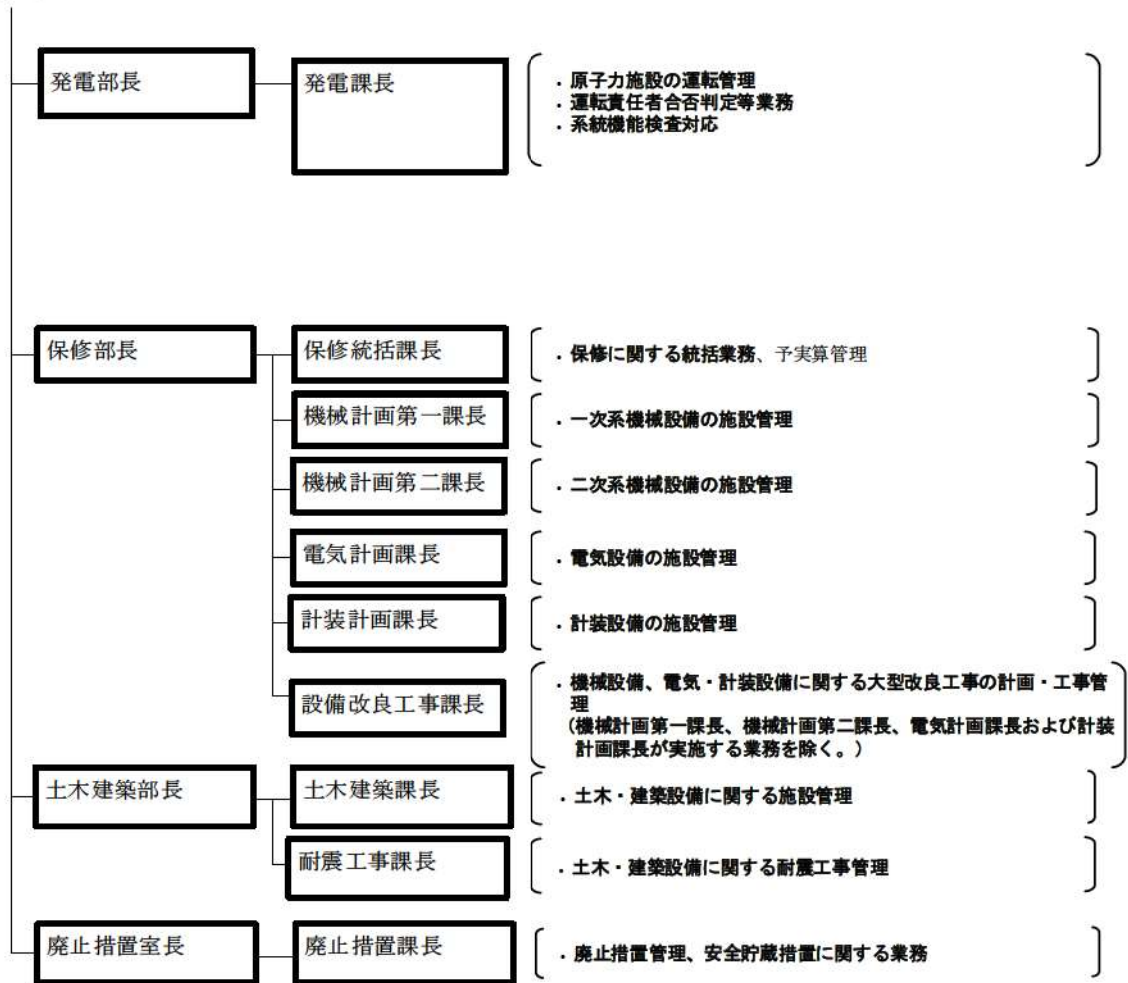 発電部長
発電課長
・原子力施設の運転管理
・運転責任者合否判定等業務
・系統機能検査対応
保修部長
保修統括課長
・保修に関する統括業務、予実算管理
機械計画第一課長
・一次系機械設備の施設管理
機械計画第二課長
・二次系機械設備の施設管理
電気計画課長
・電気設備の施設管理
計装計画課長
・計装設備の施設管理
設備改良工事課長
・機械設備、電気・計装設備に関する大型改良工事の計画・工事管
理
(機械計画第一課長、機械計画第二課長、電気計画課長および計装
計画課長が実施する業務を除く。)
土木建築部長
土木建築課長
・土木・建築設備に関する施設管理
耐震工事課長
・土木・建築設備に関する耐震工事管理
廃止措置室長
廃止措置課長
・廃止措置管理、安全貯蔵措置に関する業務